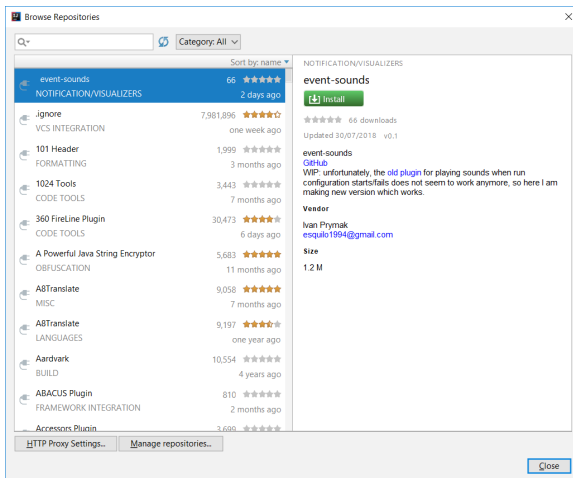 Browse Repositories
Category: All
Sort by: name
event-sounds 66
NOTIFICATION/VISUALIZERS 2 days ago
.ignore 7,981,896
VCS INTEGRATION one week ago
101 Header 1,999
FORMATTING 3 months ago
1024 Tools 3,443
CODE TOOLS 7 months ago
360 FireLine Plugin 30,473
CODE TOOLS 6 days ago
A Powerful Java String Encryptor 5,683
OBFUSCATION 11 months ago
A8Translate 9,058
MISC 7 months ago
A8Translate 9,197
LANGUAGES one year ago
Aardvark 10,554
BUILD 4 years ago
ABACUS Plugin 810
FRAMEWORK INTEGRATION 2 months ago
Accessors Plugin 3,699
NOTIFICATION/VISUALIZERS
event-sounds
Install
66 downloads
Updated 30/07/2018 v0.1
event-sounds
GitHub
WIP: unfortunately, the old plugin for playing sounds when run
configuration starts/fails does not seem to work anymore, so here I am
making new version which works.
Vendor
Ivan Prymak
esquilo1994@gmail.com
Size
1.2 M
HTTP Proxy Settings... Manage repositories...
Close